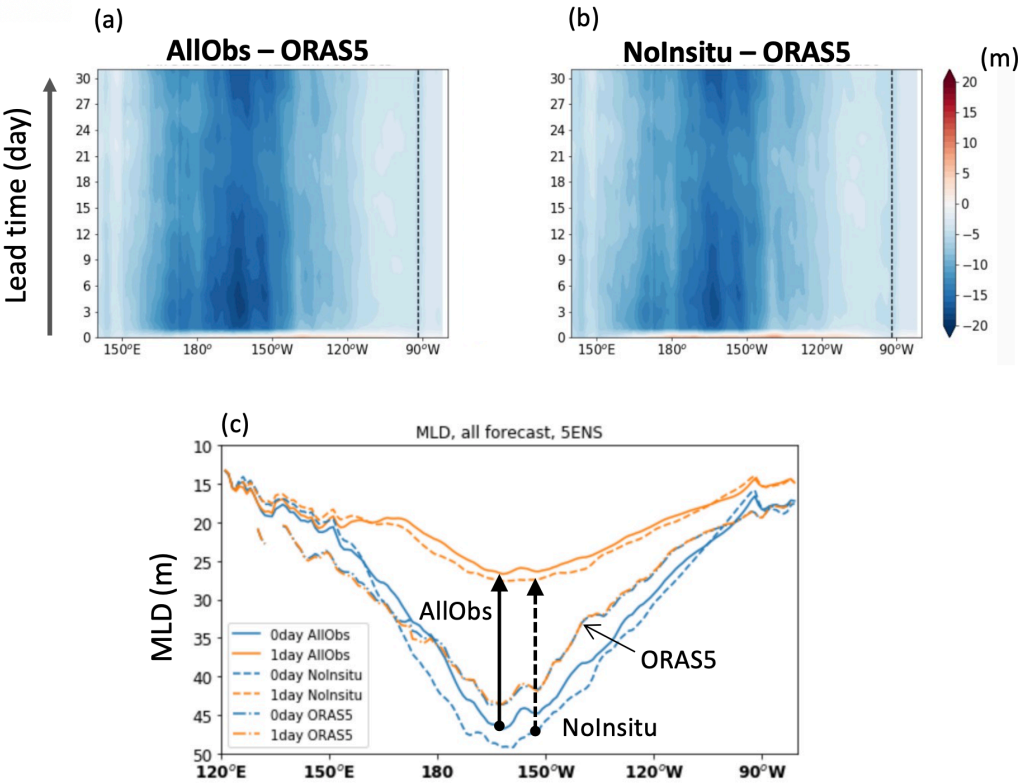 (a)
AllObs – ORAS5
(b)
NoInsitu – ORAS5
(m)
Lead time (day)
30
27
24
21
18
15
12
9
6
3
0
150°E 180° 150°W 120°W 90°W
30
27
24
21
18
15
12
9
6
3
0
150°E 180° 150°W 120°W 90°W
20
15
10
5
0
−5
−10
−15
−20
(c)
MLD, all forecast, 5ENS
MLD (m)
10
15
20
25
30
35
40
45
50
AllObs
ORAS5
NoInsitu
0day AllObs
1day AllObs
0day NoInsitu
1day NoInsitu
0day ORAS5
1day ORAS5
120°E 150°E 180 150°W 120°W 90°W